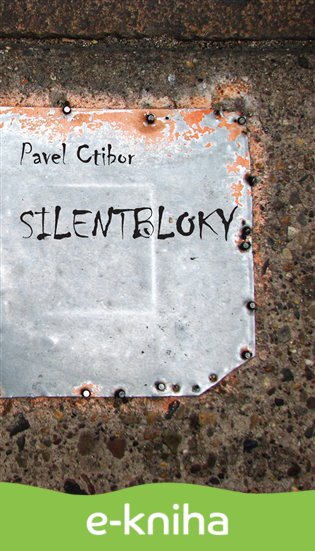 Pavel Ctibor
SILENTBLOKY
e-kniha